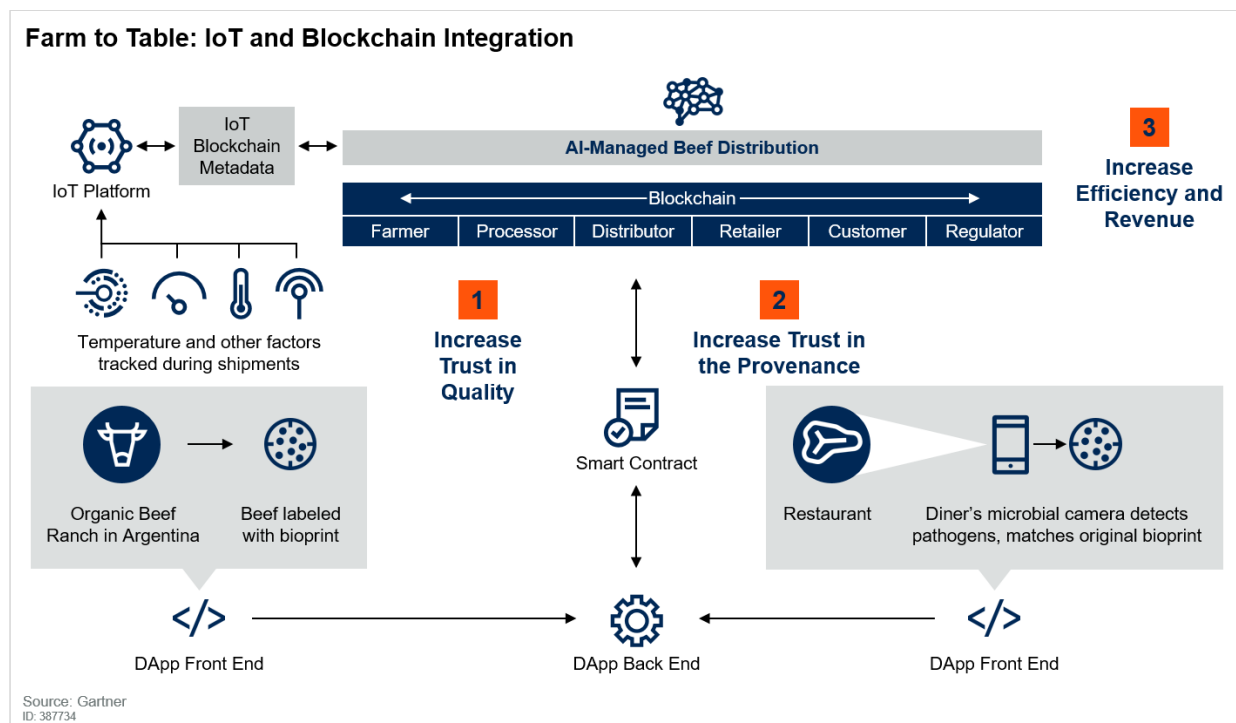 Farm to Table: IoT and Blockchain Integration
IoT
Blockchain
Metadata
IoT Platform
AI-Managed Beef Distribution
Blockchain
Farmer
Processor
Distributor
Retailer
Customer
Regulator
3
Increase
Efficiency and
Revenue
Temperature and other factors
tracked during shipments
1
Increase
Trust in
Quality
2
Increase Trust in
the Provenance
Smart Contract
Organic Beef
Ranch in Argentina
Beef labeled
with bioprint
Restaurant
Diner's microbial camera detects
pathogens, matches original bioprint
</>
DApp Front End
DApp Back End
</>
DApp Front End
Source: Gartner
ID: 387734